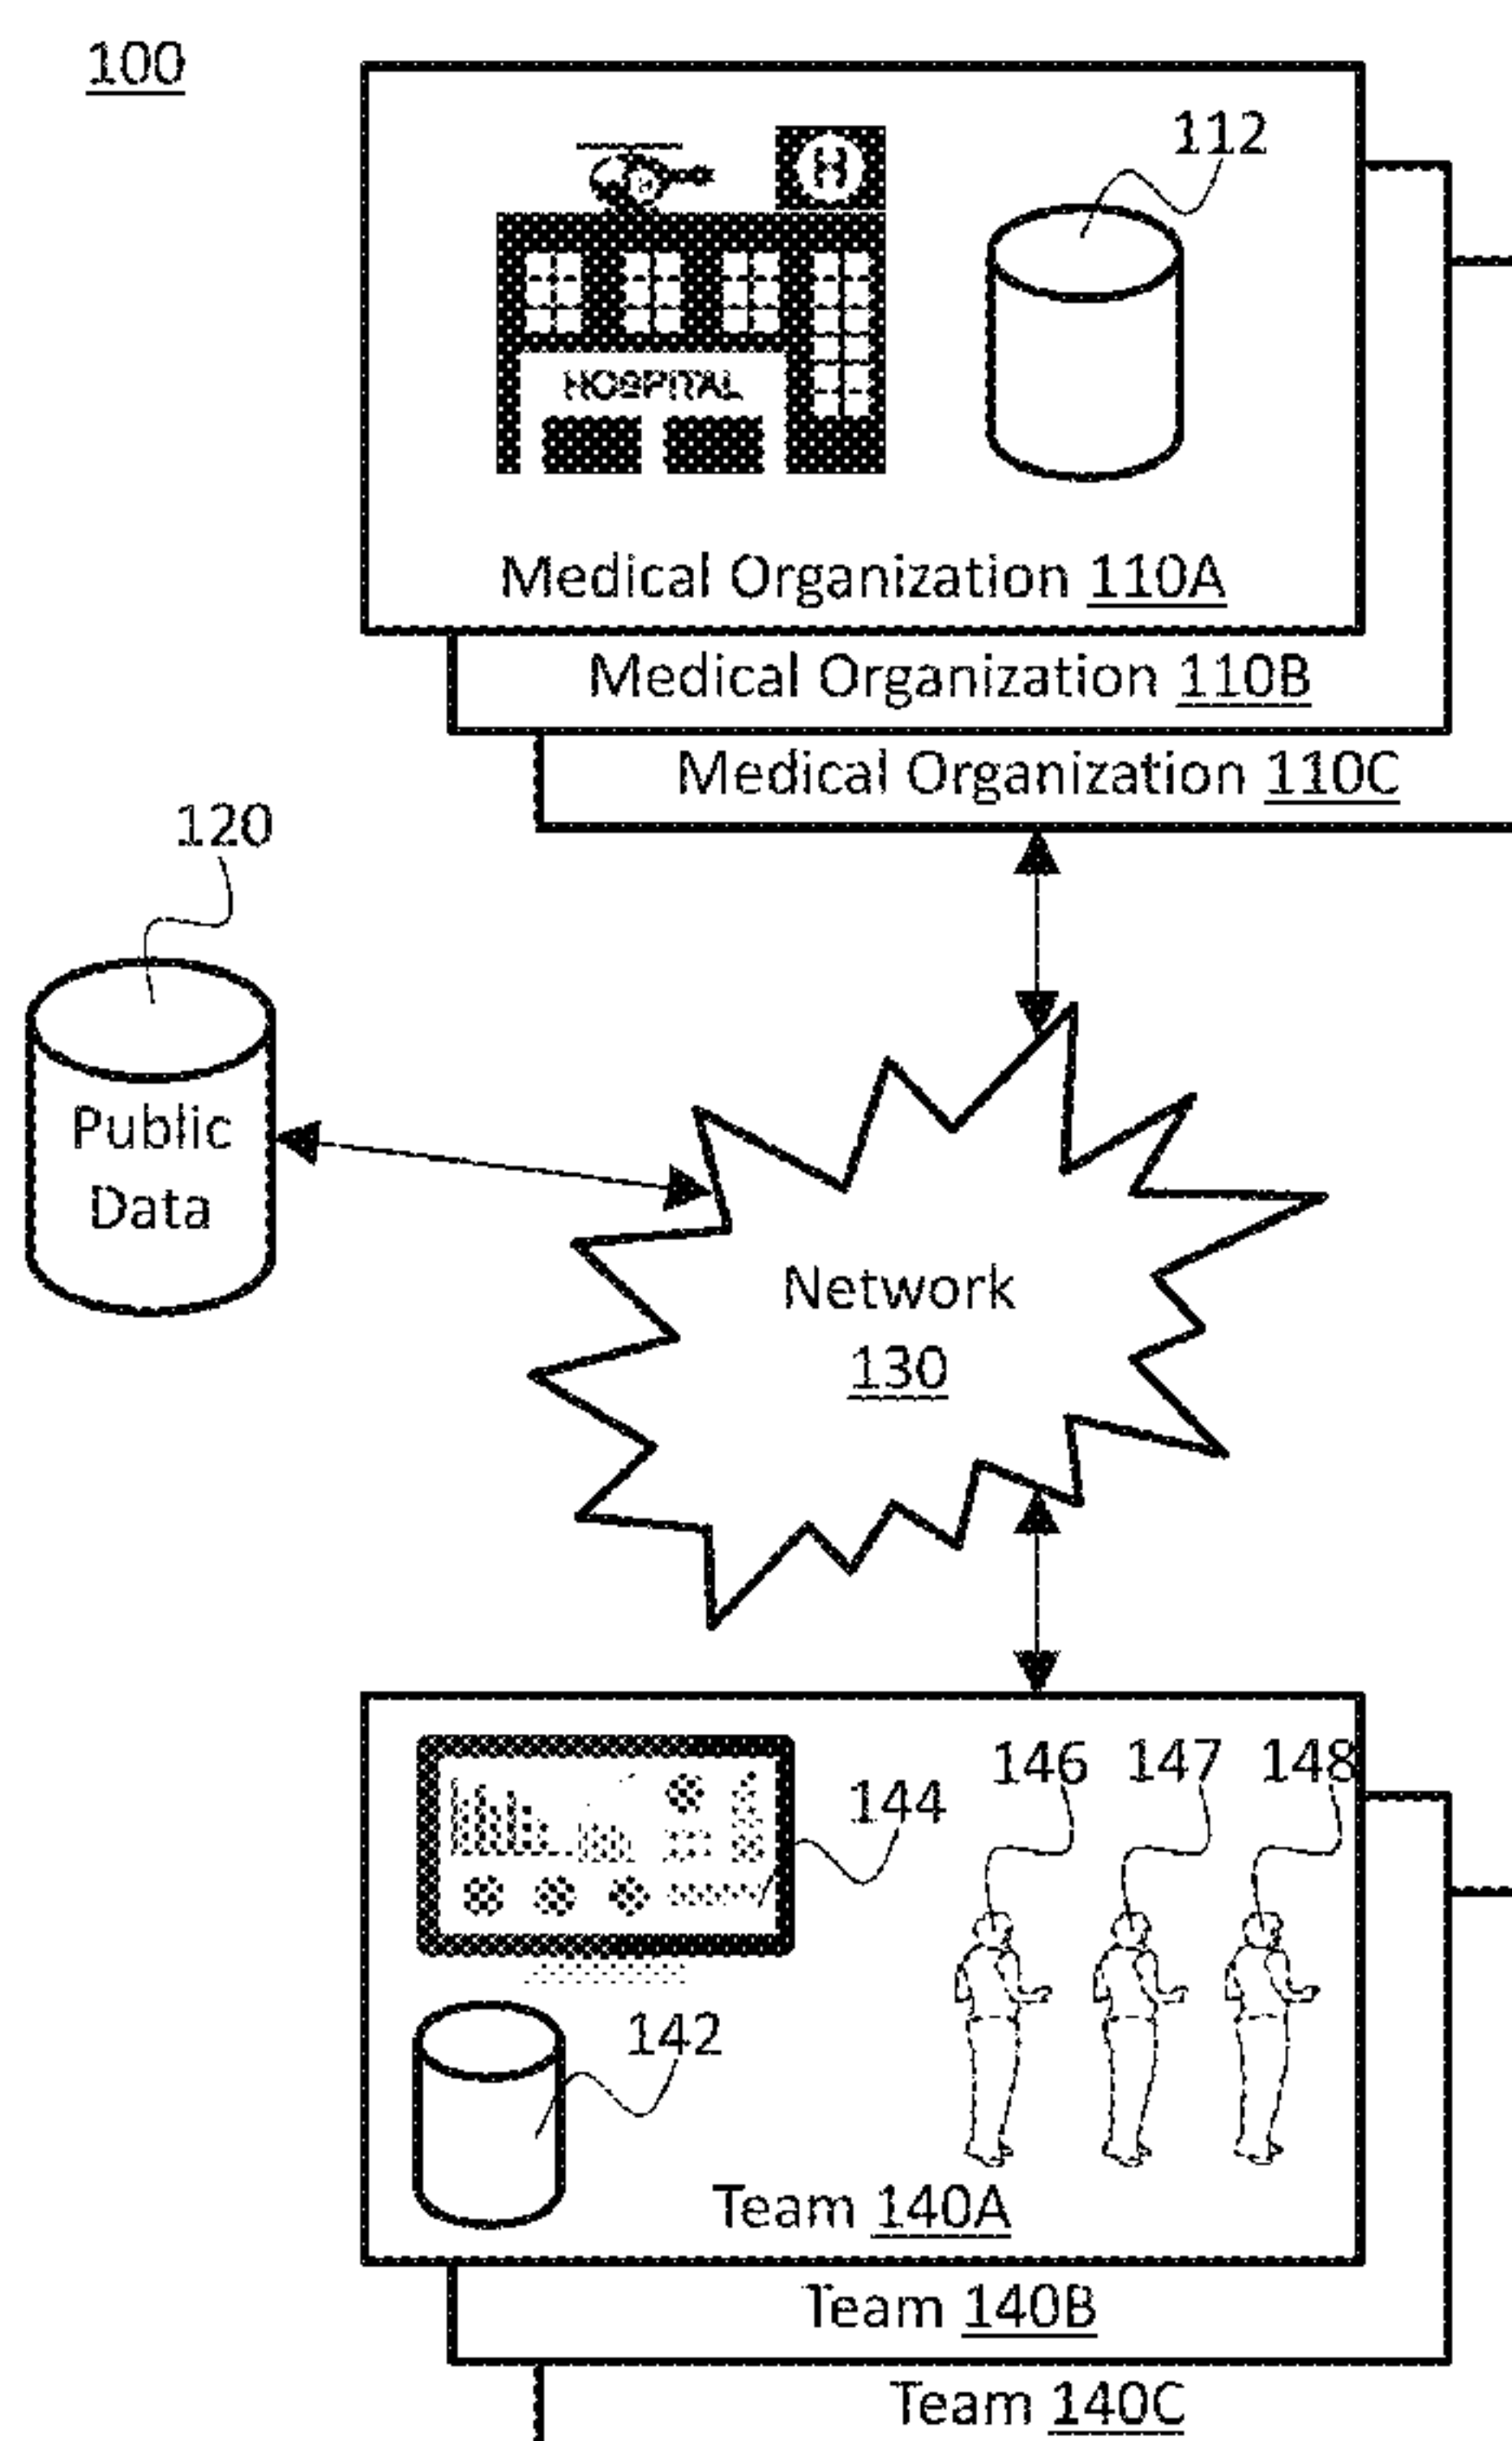 100
112
H
HOSPITAL
Medical Organization 110A
Medical Organization 110B
Medical Organization 110C
120
Public
Data
Network
130
146 147 148
144
142
Team 140A
Team 140B
Team 140C